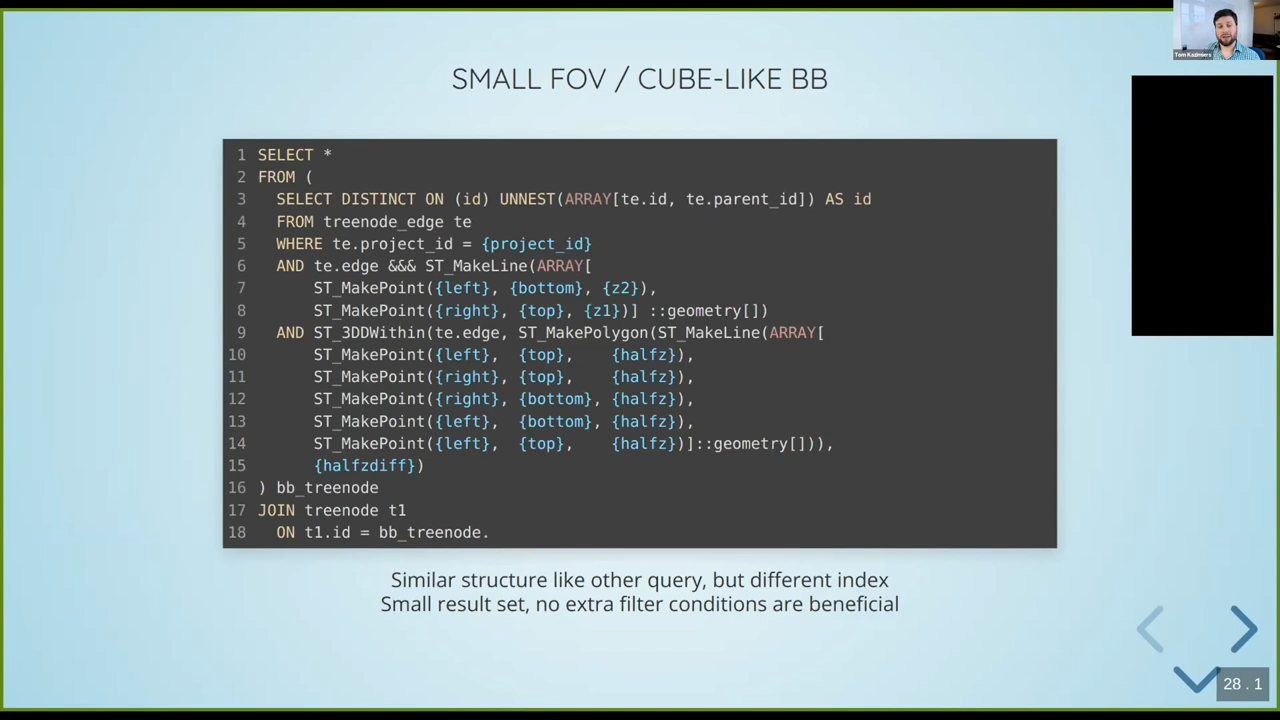 Tom Kazimiers
SMALL FOV / CUBE-LIKE BB
1 SELECT *
2 FROM (
3 SELECT DISTINCT ON (id) UNNEST(ARRAY[te.id, te.parent_id]) AS id
4 FROM treenode_edge te
5 WHERE te.project_id = {project_id}
6 AND te.edge &&& ST_MakeLine(ARRAY[
7 ST_MakePoint({left}, {bottom}, {z2}),
8 ST_MakePoint({right}, {top}, {z1})] ::geometry[])
9 AND ST_3DDWithin(te.edge, ST_MakePolygon(ST_MakeLine(ARRAY[
10 ST_MakePoint({left}, {top}, {halfz}),
11 ST_MakePoint({right}, {top}, {halfz}),
12 ST_MakePoint({right}, {bottom}, {halfz}),
13 ST_MakePoint({left}, {bottom}, {halfz}),
14 ST_MakePoint({left}, {top}, {halfz})]::geometry[])),
15 {halfzdiff})
16 ) bb_treenode
17 JOIN treenode t1
18 ON t1.id = bb_treenode.
Similar structure like other query, but different index
Small result set, no extra filter conditions are beneficial
28 . 1